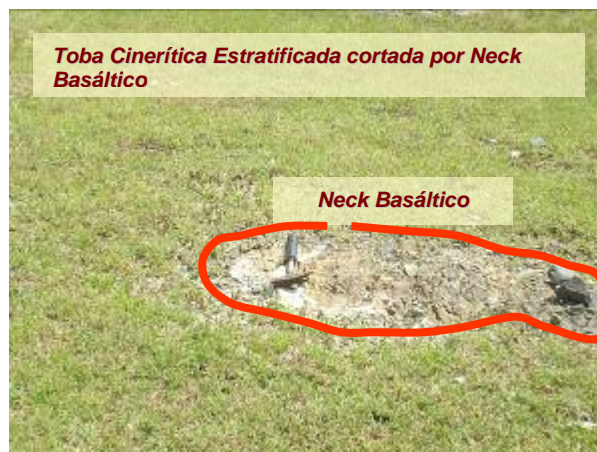 Toba Cinerítica Estratificada cortada por Neck
Basáltico
Neck Basáltico